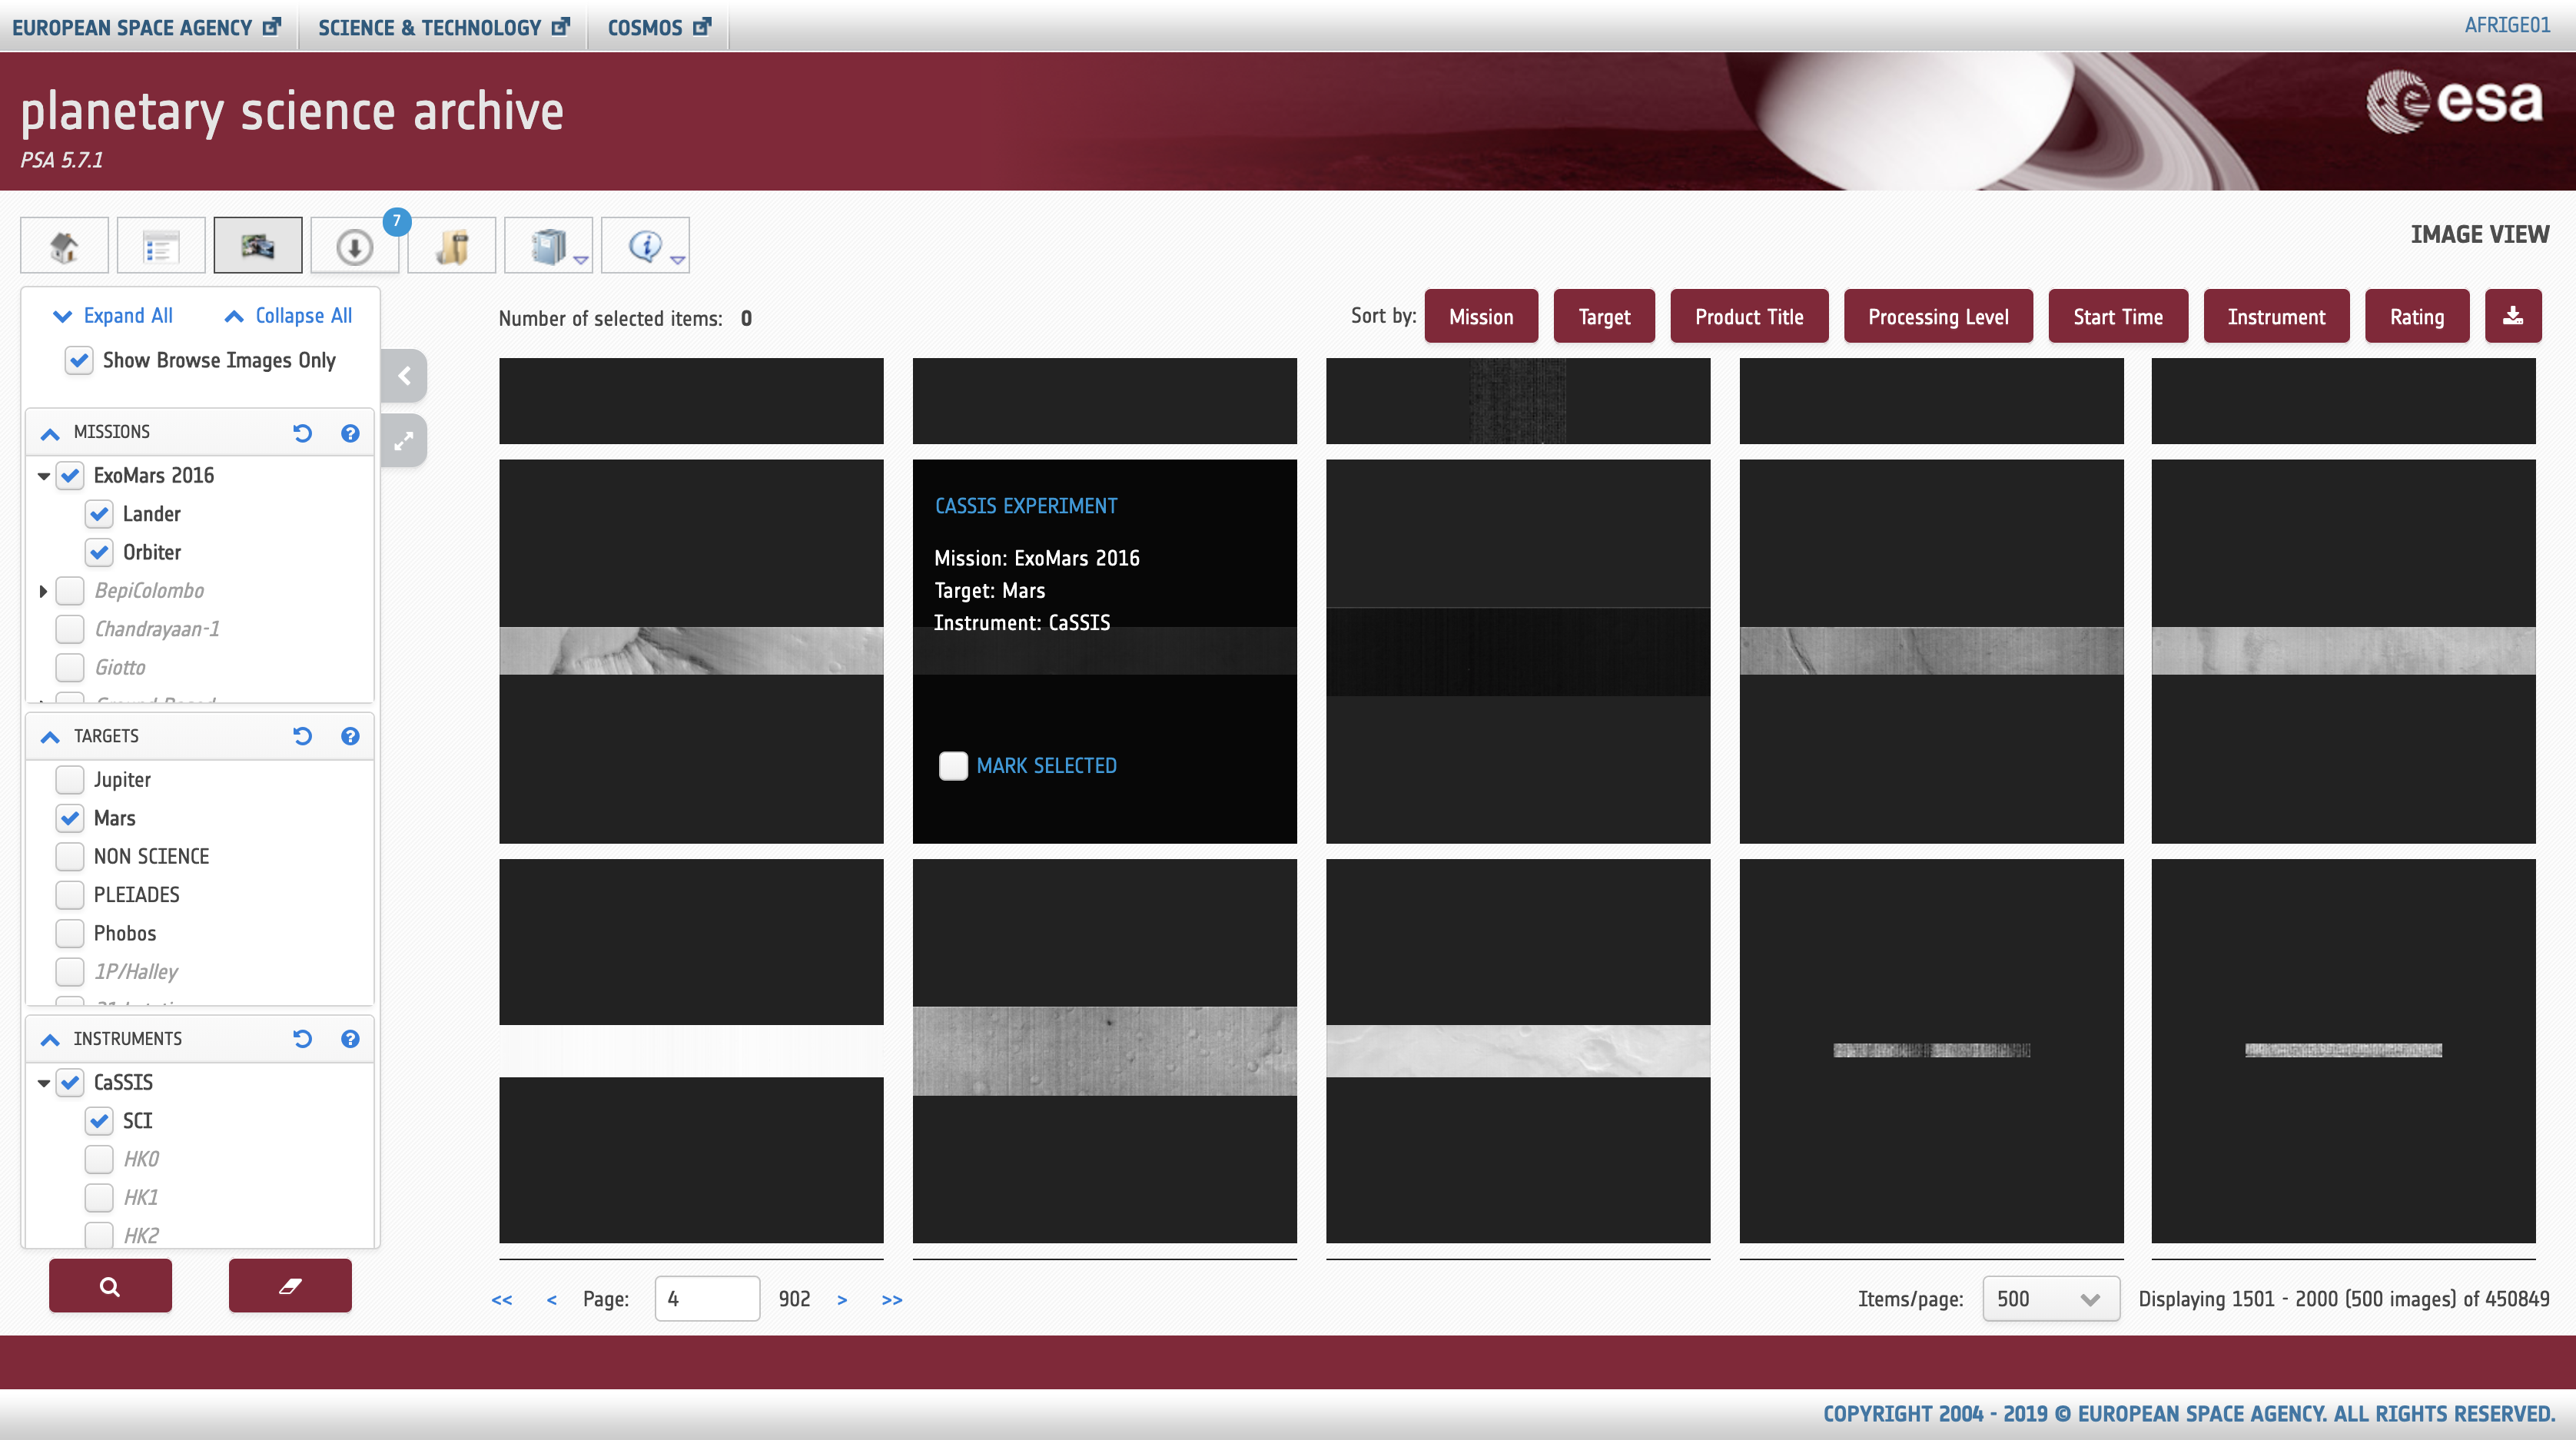 EUROPEAN SPACE AGENCY
SCIENCE & TECHNOLOGY
COSMOS
AFRIGE01
planetary science archive
PSA 5.7.1
esa
7
IMAGE VIEW
Expand All
Collapse All
Show Browse Images Only
MISSIONS
ExoMars 2016
Lander
Orbiter
BepiColombo
Chandrayaan-1
Giotto
TARGETS
Jupiter
Mars
NON SCIENCE
PLEIADES
Phobos
1P/Halley
INSTRUMENTS
CaSSIS
SCI
HK0
HK1
HK2
Number of selected items: 0
Sort by:
Mission
Target
Product Title
Processing Level
Start Time
Instrument
Rating
CASSIS EXPERIMENT
Mission: ExoMars 2016
Target: Mars
Instrument: CaSSIS
MARK SELECTED
<< < Page: 4 902 > >>
Items/page: 500 Displaying 1501 - 2000 (500 images) of 450849
COPYRIGHT 2004 - 2019 © EUROPEAN SPACE AGENCY. ALL RIGHTS RESERVED.